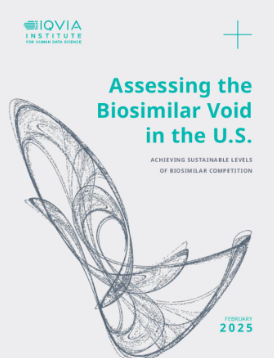 IQVIA
INSTITUTE
FOR HUMAN DATA SCIENCE
Assessing the
Biosimilar Void
in the U.S.
ACHIEVING SUSTAINABLE LEVELS
OF BIOSIMILAR COMPETITION
FEBRUARY
2025